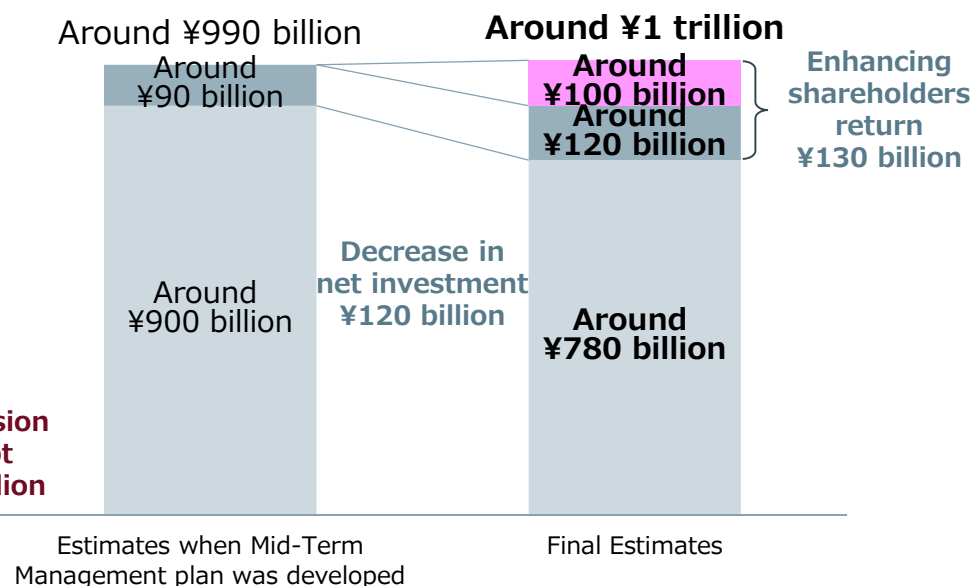 Around ¥990 billion
Around
¥90 billion
Around
¥900 billion
Decrease in
net investment
¥120 billion
Around ¥1 trillion
Around
¥100 billion
Around
¥120 billion
Around
¥780 billion
Enhancing
shareholders
return
¥130 billion
Estimates when Mid-Term
Management plan was developed
Final Estimates